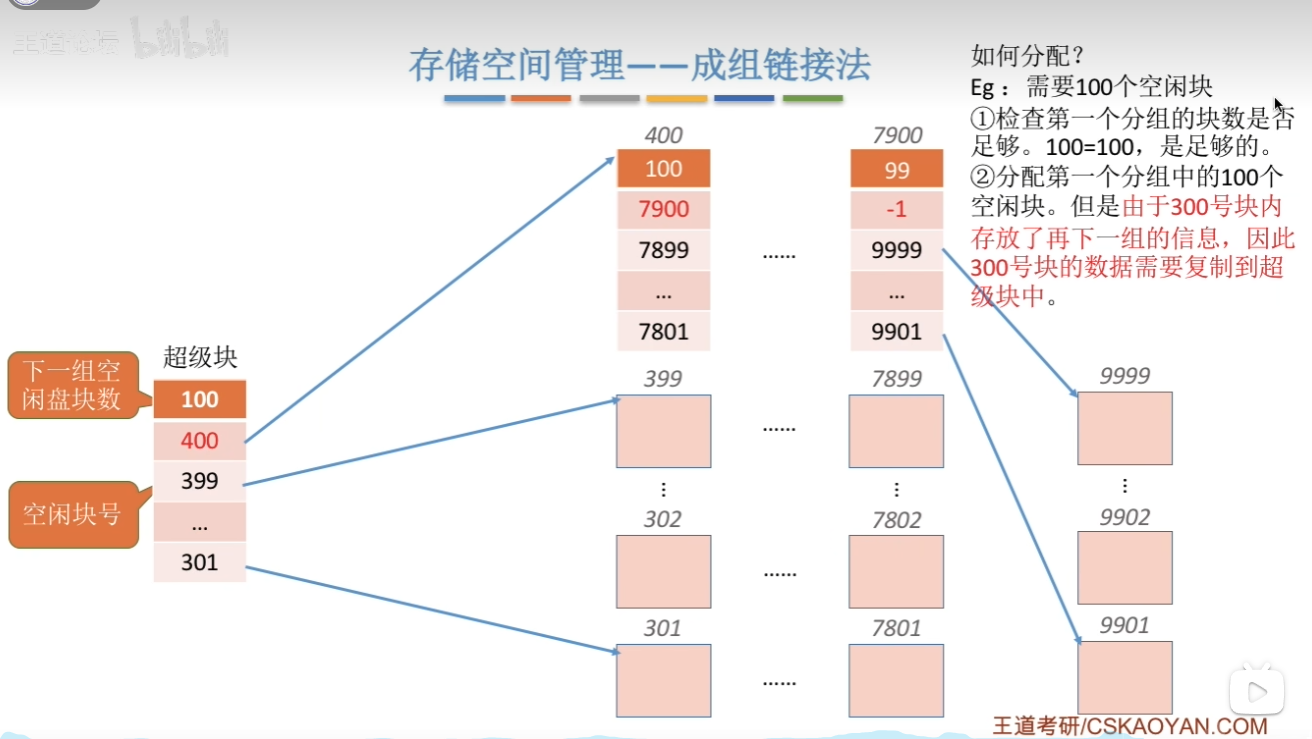 王道论坛 bilibili
存储空间管理——成组链接法
如何分配？
Eg： 需要100个空闲块
①检查第一个分组的块数是否
足够。100=100，是足够的。
②分配第一个分组中的100个
空闲块。但是由于300号块内
存放了再下一组的信息，因此
300号块的数据需要复制到超
级块中。
400
7900
100
99
7900
-1
7899
......
9999
...
...
7801
9901
下一组空
闲盘块数
超级块
100
400
空闲块号
399
...
301
399
7899
9999
......
⋮
⋮
⋮
302
7802
9902
......
301
7801
9901
......
王道考研/CSKAOYAN.COM